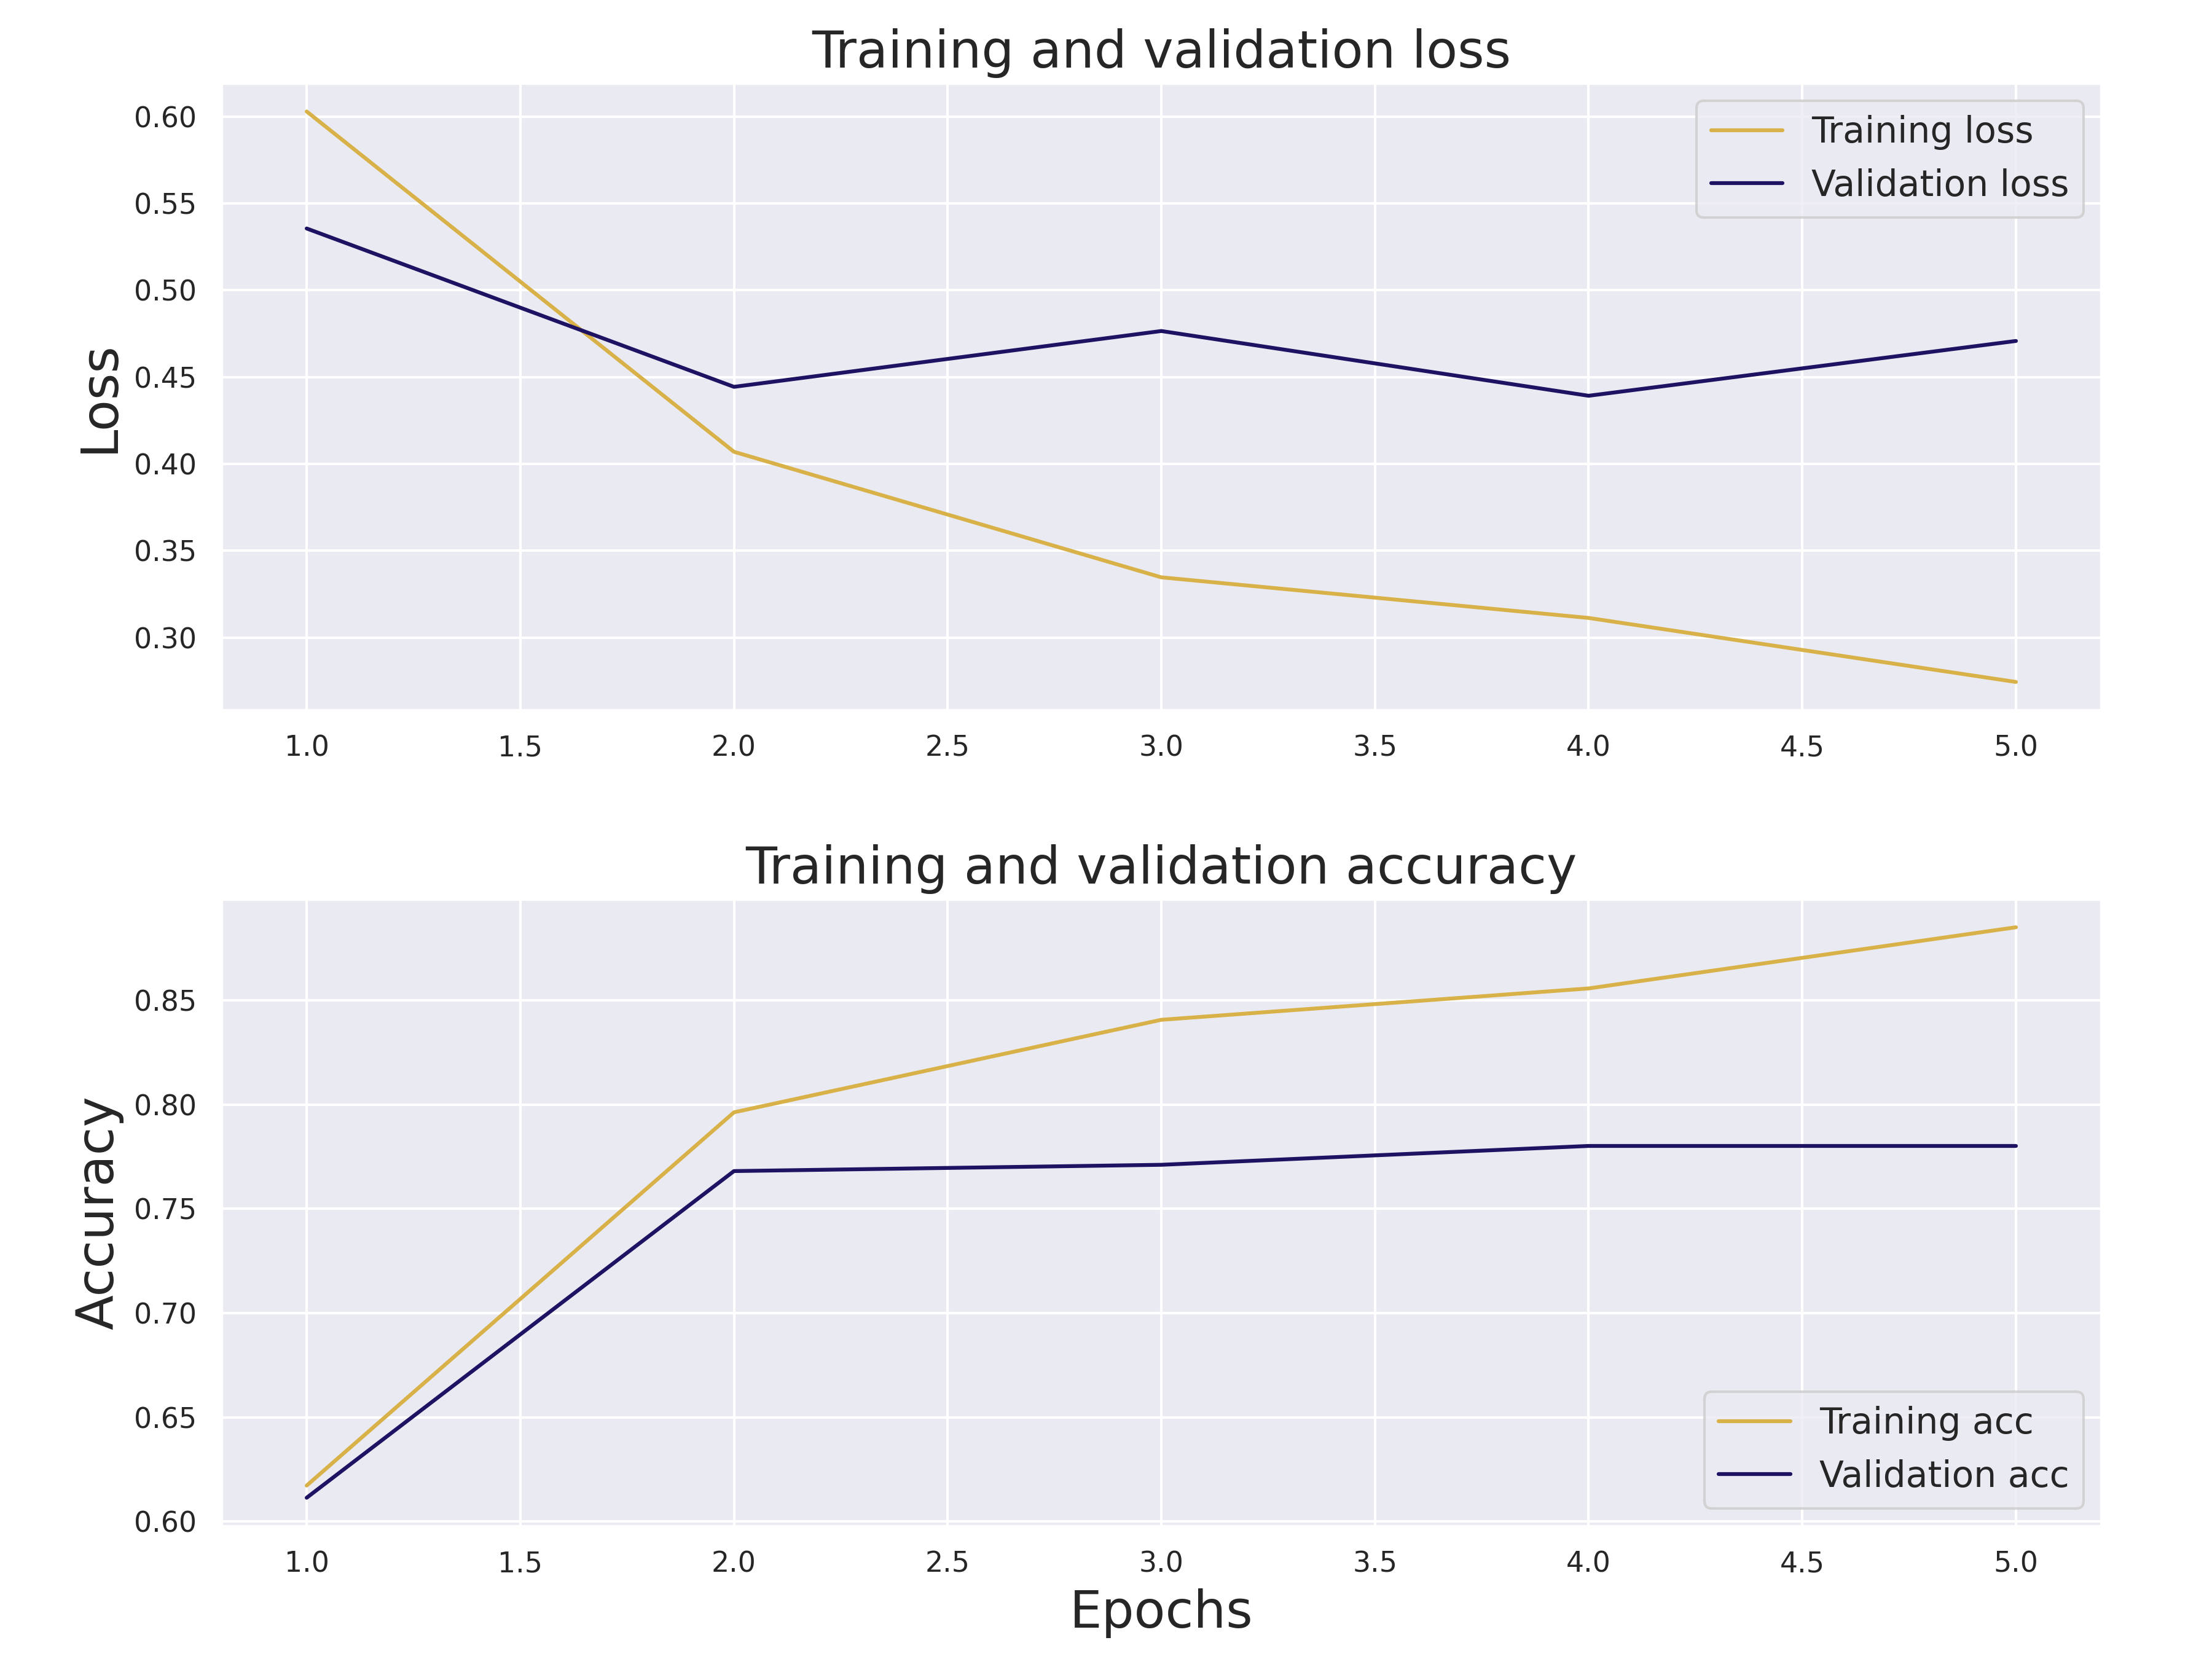 Training and validation loss
0.60
0.55
0.50
0.45
0.40
0.35
0.30
Loss
Training loss
Validation loss
1.0 1.5 2.0 2.5 3.0 3.5 4.0 4.5 5.0
Training and validation accuracy
0.85
0.80
0.75
0.70
0.65
0.60
Accuracy
Training acc
Validation acc
1.0 1.5 2.0 2.5 3.0 3.5 4.0 4.5 5.0
Epochs